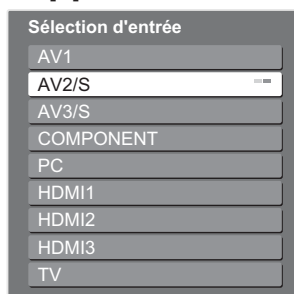 Sélection d'entrée
AV1
AV2/S
AV3/S
COMPONENT
PC
HDMI1
HDMI2
HDMI3
TV